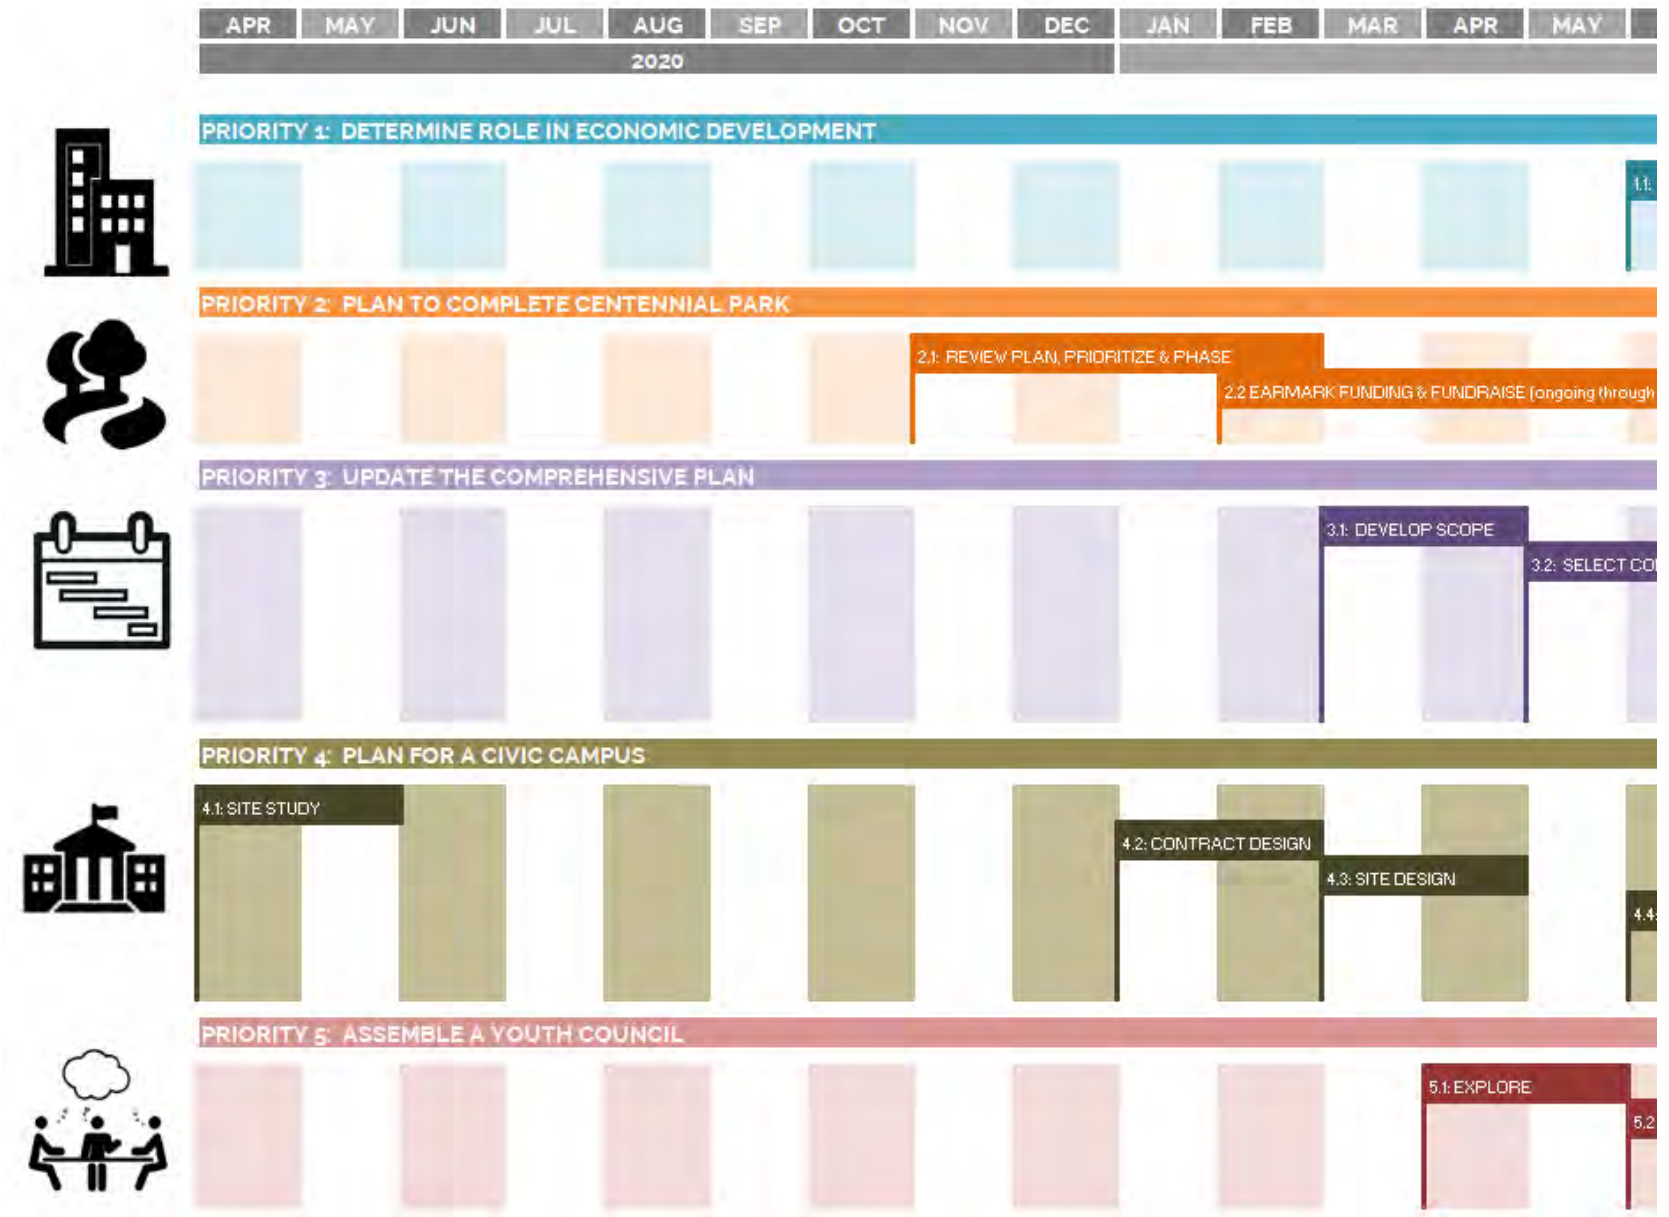 APR MAY JUN JUL AUG SEP OCT NOV DEC JAN FEB MAR APR MAY
2020
PRIORITY 1: DETERMINE ROLE IN ECONOMIC DEVELOPMENT
1.1:
PRIORITY 2: PLAN TO COMPLETE CENTENNIAL PARK
2.1: REVIEW PLAN, PRIORITIZE & PHASE
2.2 EARMARK FUNDING & FUNDRAISE (ongoing through
PRIORITY 3: UPDATE THE COMPREHENSIVE PLAN
3.1: DEVELOP SCOPE
3.2: SELECT
PRIORITY 4: PLAN FOR A CIVIC CAMPUS
4.1: SITE STUDY
4.2: CONTRACT DESIGN
4.3: SITE DESIGN
4.4:
PRIORITY 5: ASSEMBLE A YOUTH COUNCIL
5.1: EXPLORE
5.2